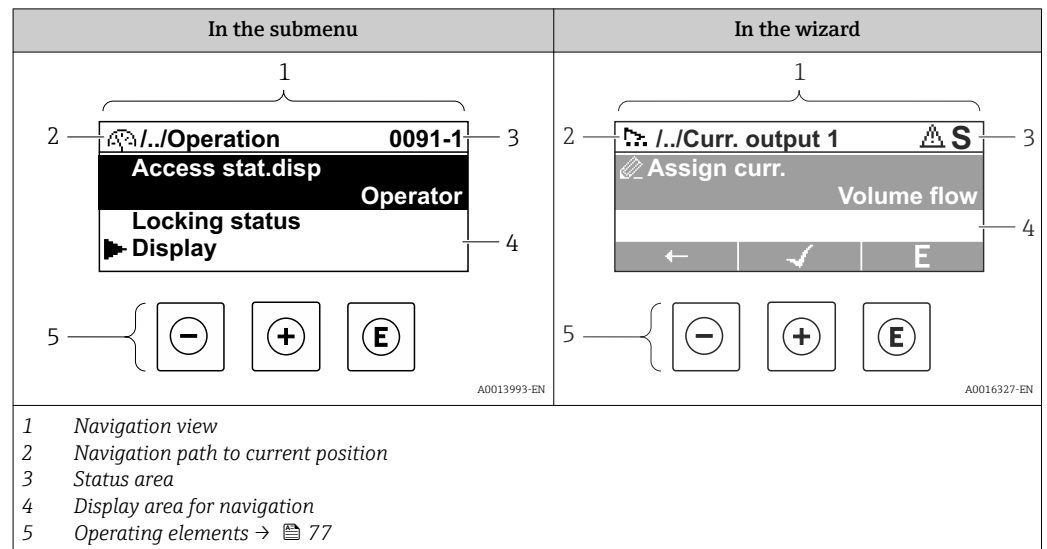 In the submenu In the wizard
1 1
2 /../Operation 0091-1 3
Access stat.disp
Operator
Locking status
Display 4
5 − + E
A0013993-EN
2 /../Curr. output 1 S 3
Assign curr.
Volume flow
4
← ✓ E
5 − + E
A0016327-EN
1 Navigation view
2 Navigation path to current position
3 Status area
4 Display area for navigation
5 Operating elements → 77